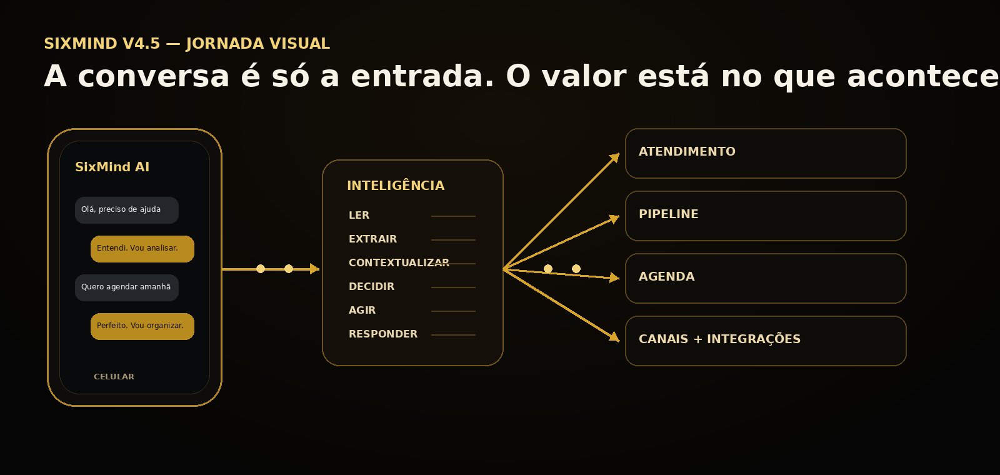 SIXMIND V4.5 — JORNADA VISUAL
A conversa é só a entrada. O valor está no que acontece
SixMind AI
Olá, preciso de ajuda
Entendi. Vou analisar.
Quero agendar amanhã
Perfeito. Vou organizar.
CELULAR
INTELIGÊNCIA
LER
EXTRAIR
CONTEXTUALIZAR
DECIDIR
AGIR
RESPONDER
ATENDIMENTO
PIPELINE
AGENDA
CANAIS + INTEGRAÇÕES